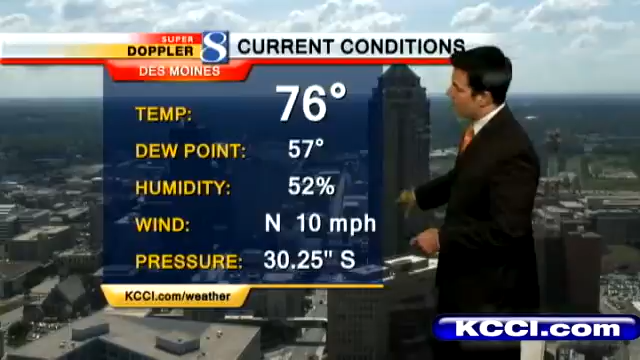 SUPER
DOPPLER 8 CURRENT CONDITIONS
DES MOINES
TEMP: 76°
DEW POINT: 57°
HUMIDITY: 52%
WIND: N 10 mph
PRESSURE: 30.25" S
KCCI.com/weather
KCCI.com